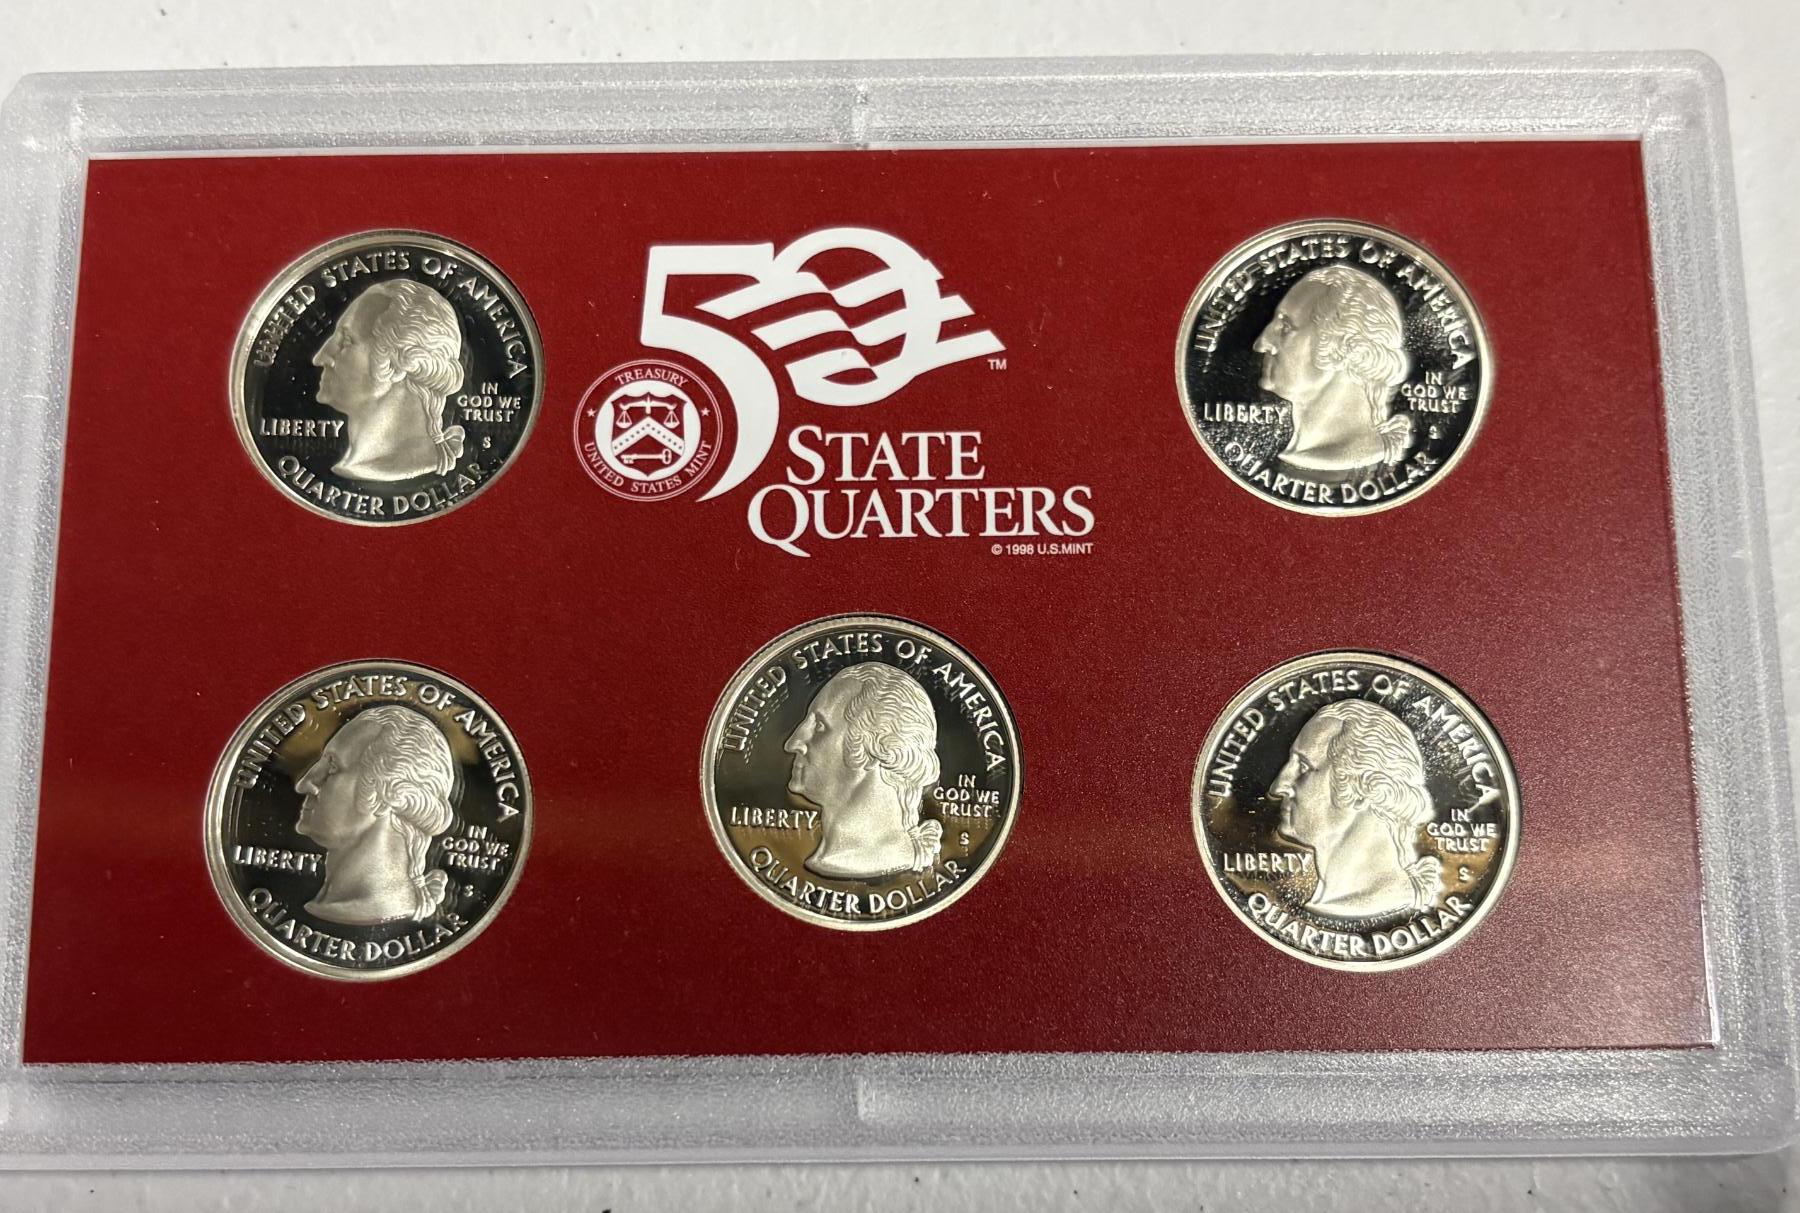 UNITED STATES OF AMERICA
IN
GOD WE
TRUST
LIBERTY
S
QUARTER DOLLAR
50
TM
TREASURY
UNITED STATES MINT
STATE
QUARTERS
© 1998 U.S.MINT
UNITED STATES OF AMERICA
IN
GOD WE
TRUST
LIBERTY
S
QUARTER DOLLAR
UNITED STATES OF AMERICA
IN
GOD WE
TRUST
LIBERTY
S
QUARTER DOLLAR
UNITED STATES OF AMERICA
IN
GOD WE
TRUST
LIBERTY
S
QUARTER DOLLAR
UNITED STATES OF AMERICA
IN
GOD WE
TRUST
LIBERTY
S
QUARTER DOLLAR